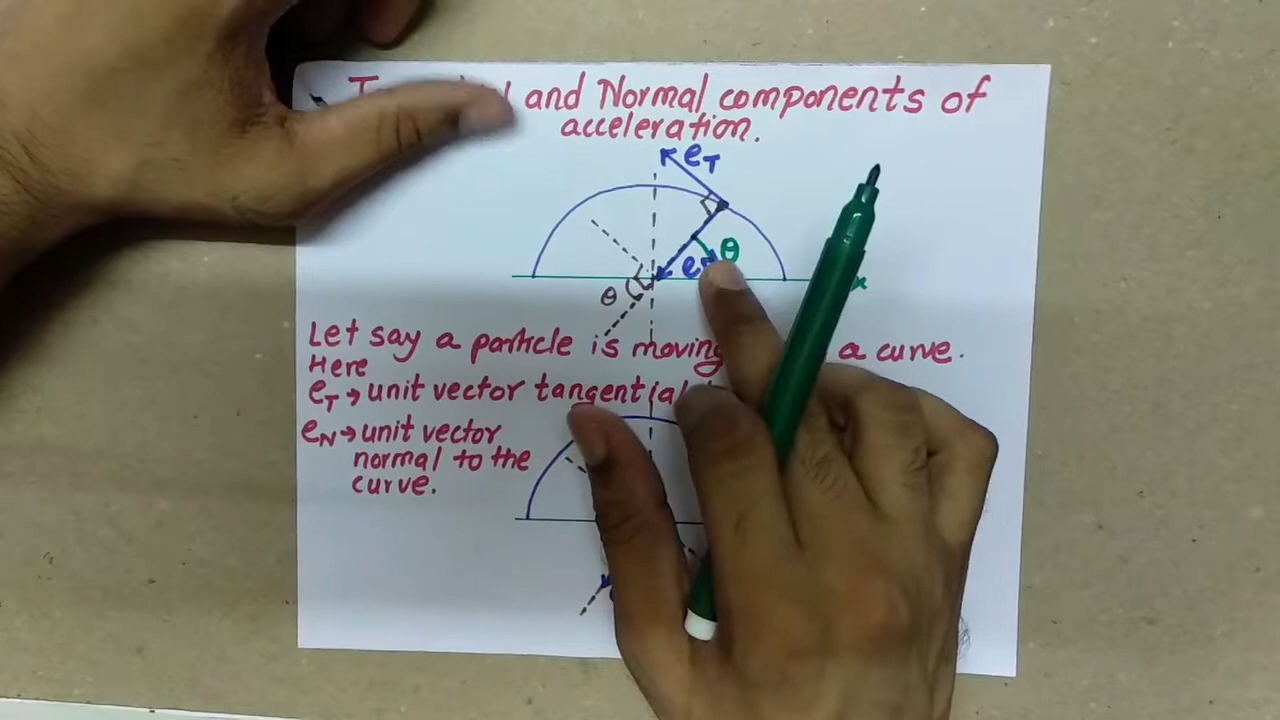 and Normal components of
acceleration.
eT
θ
x
θ
Let say a particle is moving a curve.
Here
eT → unit vector tangential
eN → unit vector
normal to the
curve.